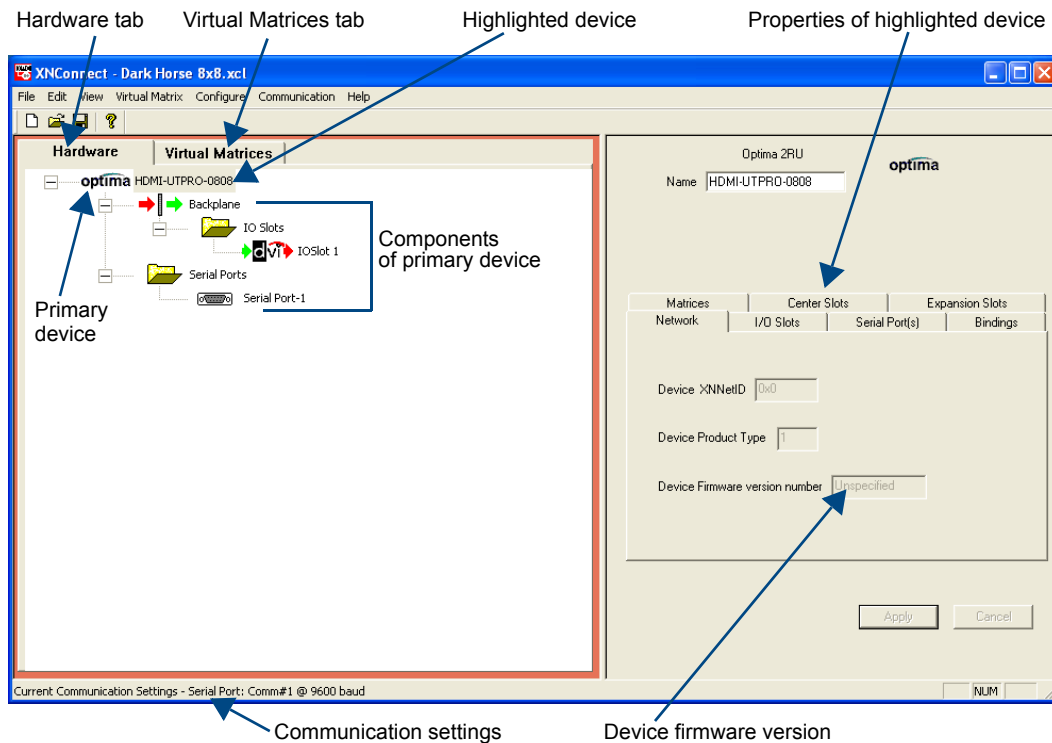 Hardware tab
Virtual Matrices tab
Highlighted device
Properties of highlighted device
XNConnect - Dark Horse 8x8.xcl
File Edit View Virtual Matrix Configure Communication Help
Hardware
Virtual Matrices
optima HDMI-UTPRO-0808
Backplane
IO Slots
dvi IOSlot 1
Serial Ports
Serial Port-1
Components
of primary device
Primary
device
Optima 2RU
optima
Name HDMI-UTPRO-0808
Matrices
Center Slots
Expansion Slots
Network
I/O Slots
Serial Port(s)
Bindings
Device XNNetID 0x0
Device Product Type 1
Device Firmware version number Unspecified
Apply
Cancel
Current Communication Settings - Serial Port: Comm#1 @ 9600 baud
NUM
Communication settings
Device firmware version